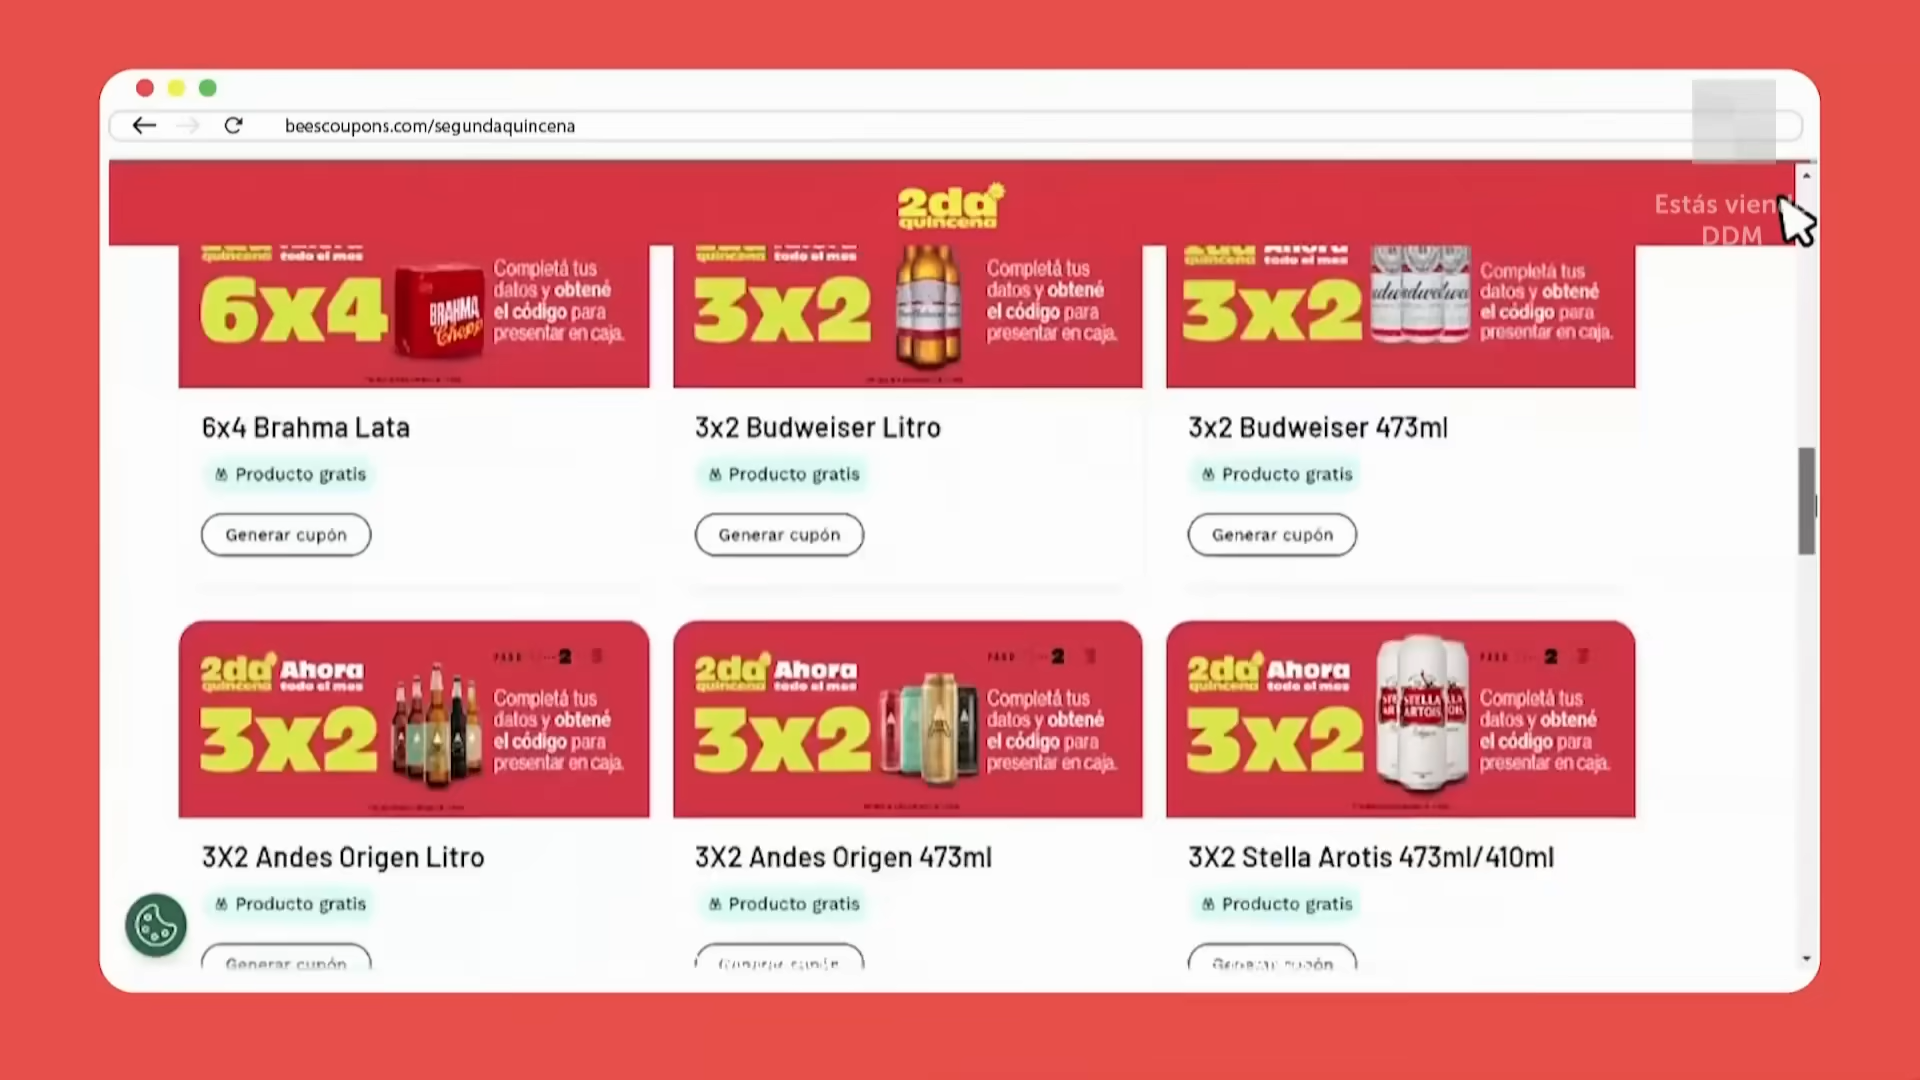 beescoupons.com/segundaquincena
2da
quincena
Estás viend
DDM
quincena todo el mes
6x4
BRAHMA
Chopp
Completá tus
datos y obtené
el código para
presentar en caja.
quincena todo el mes
3x2
Completá tus
datos y obtené
el código para
presentar en caja.
quincena todo el mes
3x2
Completá tus
datos y obtené
el código para
presentar en caja.
6x4 Brahma Lata
Producto gratis
Generar cupón
3x2 Budweiser Litro
Producto gratis
Generar cupón
3x2 Budweiser 473ml
Producto gratis
Generar cupón
2da Ahora
quincena todo el mes
3x2
2
Completá tus
datos y obtené
el código para
presentar en caja.
2da Ahora
quincena todo el mes
3x2
2
Completá tus
datos y obtené
el código para
presentar en caja.
2da Ahora
quincena todo el mes
3x2
STELLA
ARTOIS
2
Completá tus
datos y obtené
el código para
presentar en caja.
3X2 Andes Origen Litro
Producto gratis
Generar cupón
3X2 Andes Origen 473ml
Producto gratis
Generar cupón
3X2 Stella Arotis 473ml/410ml
Producto gratis
Generar cupón